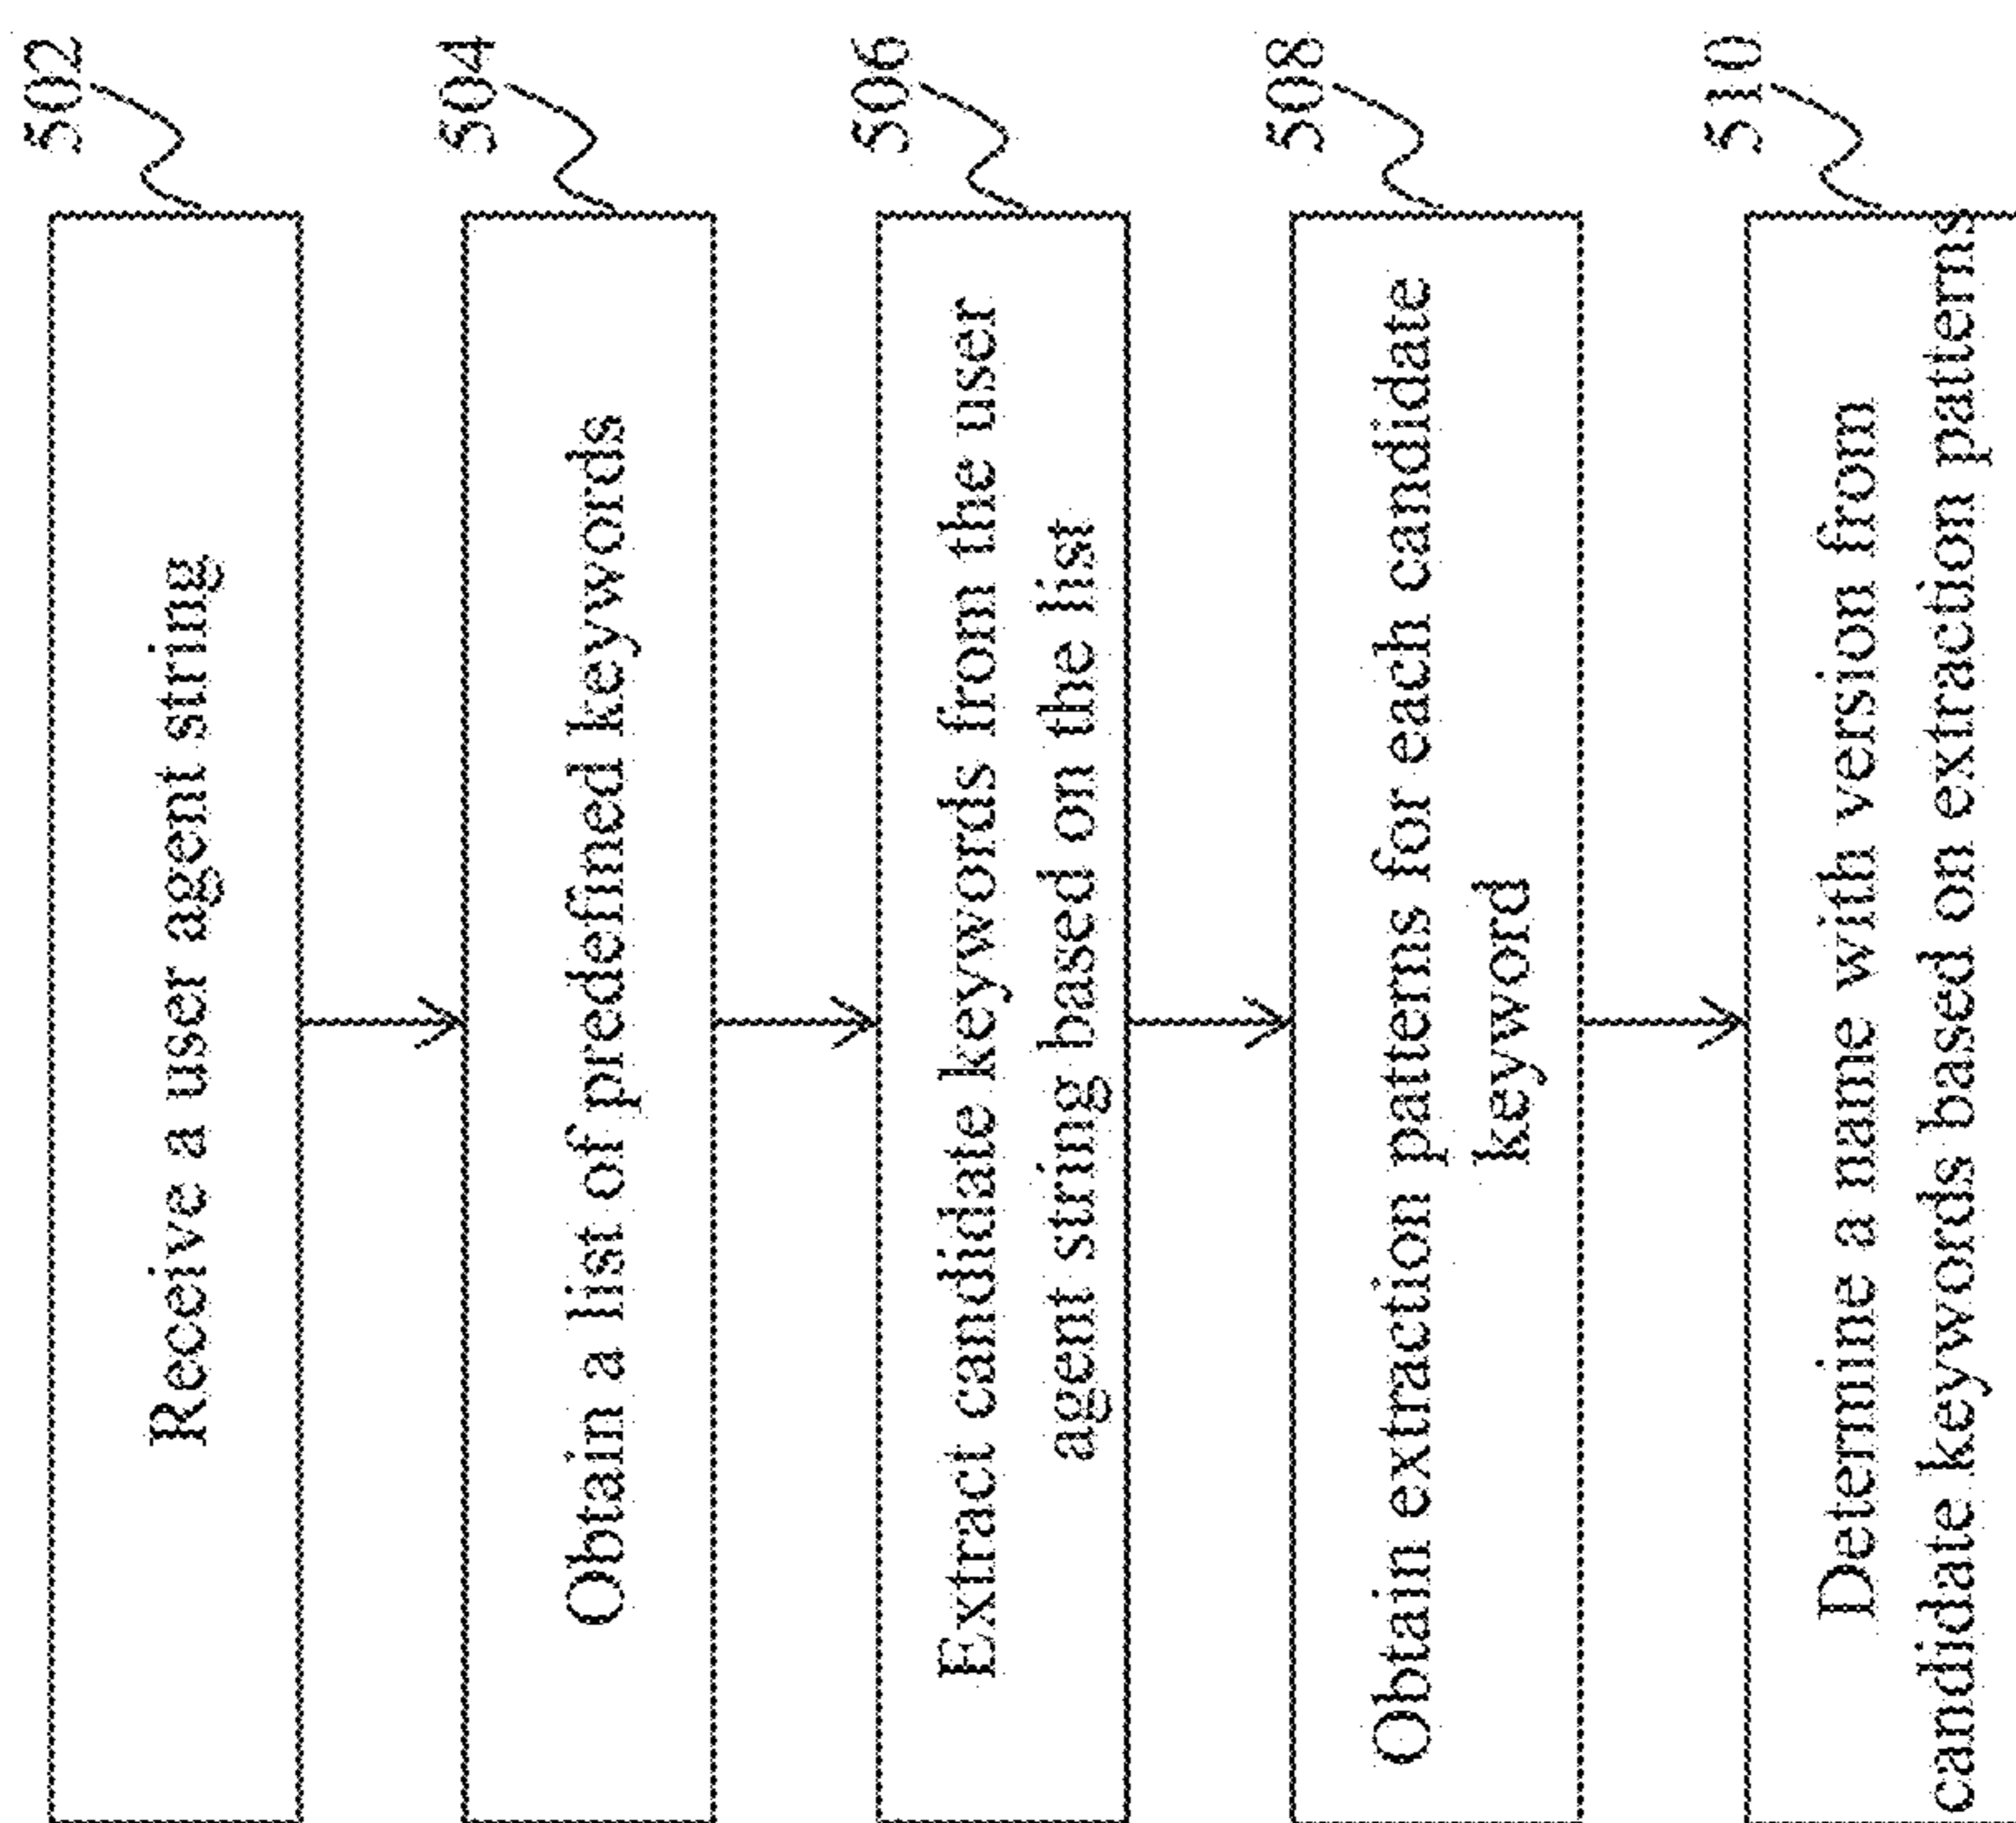 502
Receive a user agent string
504
Obtain a list of predefined keywords
506
Extract candidate keywords from the user
agent string based on the list
508
Obtain extraction patterns for each candidate
keyword
510
Determine a name with version from
candidate keywords based on extraction patterns